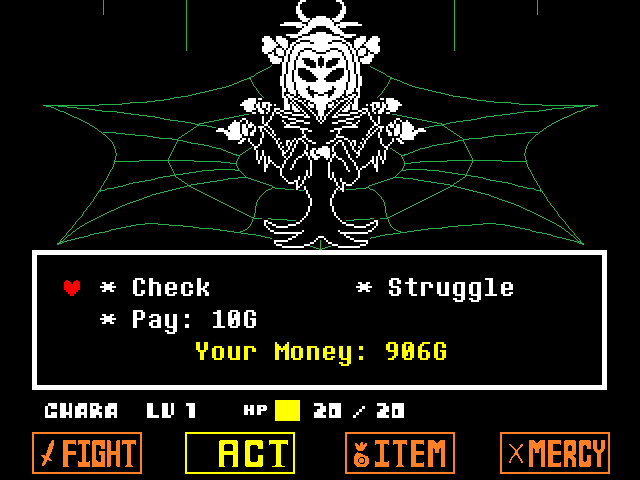 * Check * Struggle
* Pay: 10G
Your Money: 906G
CHARA LV 1 HP 20 / 20
FIGHT ACT ITEM MERCY